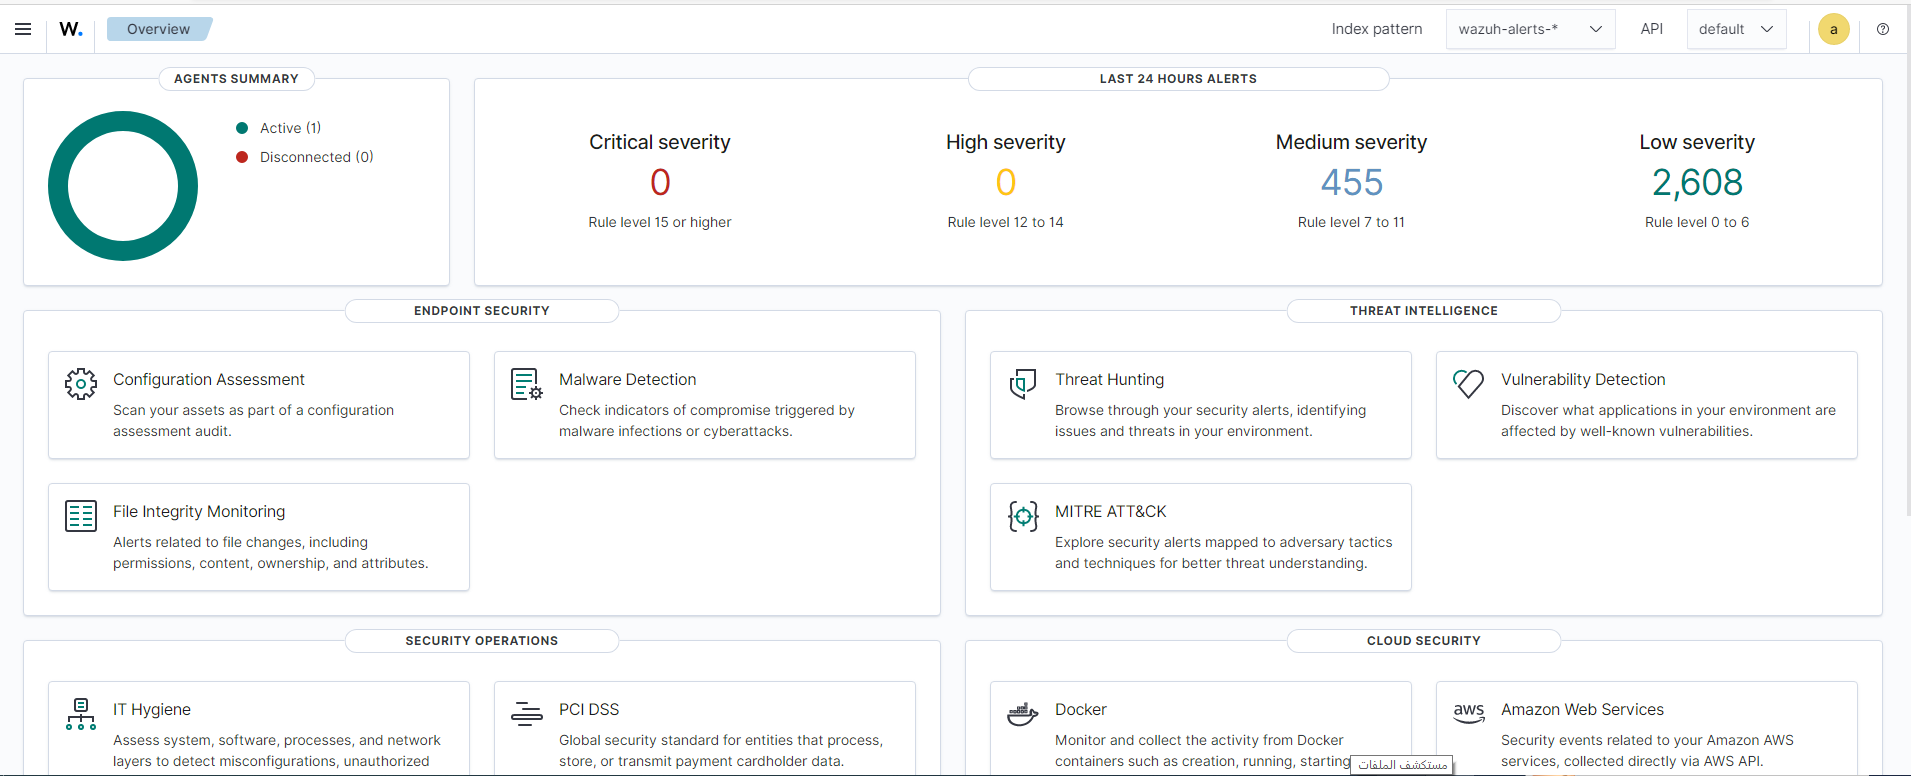 W.
Overview
Index pattern
wazuh-alerts-*
API
default
a
AGENTS SUMMARY
Active (1)
Disconnected (0)
LAST 24 HOURS ALERTS
Critical severity
0
Rule level 15 or higher
High severity
0
Rule level 12 to 14
Medium severity
455
Rule level 7 to 11
Low severity
2,608
Rule level 0 to 6
ENDPOINT SECURITY
Configuration Assessment
Scan your assets as part of a configuration
assessment audit.
Malware Detection
Check indicators of compromise triggered by
malware infections or cyberattacks.
File Integrity Monitoring
Alerts related to file changes, including
permissions, content, ownership, and attributes.
THREAT INTELLIGENCE
Threat Hunting
Browse through your security alerts, identifying
issues and threats in your environment.
Vulnerability Detection
Discover what applications in your environment are
affected by well-known vulnerabilities.
MITRE ATT&CK
Explore security alerts mapped to adversary tactics
and techniques for better threat understanding.
SECURITY OPERATIONS
IT Hygiene
Assess system, software, processes, and network
layers to detect misconfigurations, unauthorized
PCI DSS
Global security standard for entities that process,
store, or transmit payment cardholder data.
CLOUD SECURITY
Docker
Monitor and collect the activity from Docker
containers such as creation, running, starting
مستكشف الملفات
aws
Amazon Web Services
Security events related to your Amazon AWS
services, collected directly via AWS API.